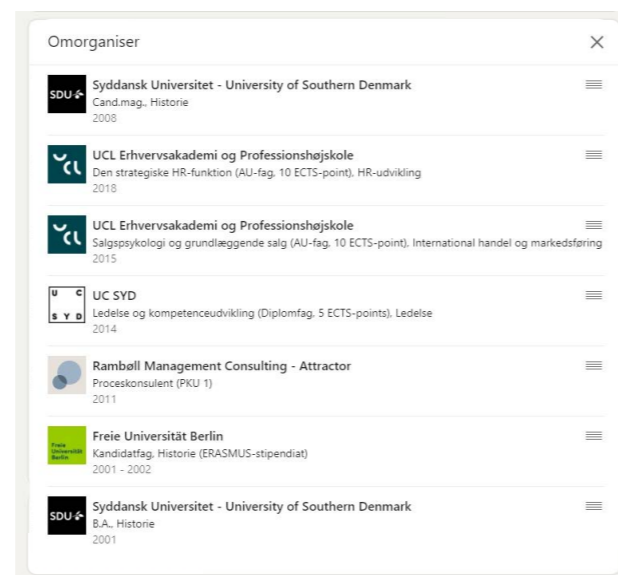 Omorganiser
SDU
Syddansk Universitet - University of Southern Denmark
Cand.mag., Historie
2008
UCL
UCL Erhvervsakademi og Professionshøjskole
Den strategiske HR-funktion (AU-fag, 10 ECTS-point), HR-udvikling
2018
UCL
UCL Erhvervsakademi og Professionshøjskole
Salgspsykologi og grundlæggende salg (AU-fag, 10 ECTS-point), International handel og markedsføring
2015
U C
S Y D
UC SYD
Ledelse og kompetenceudvikling (Diplomfag, 5 ECTS-points), Ledelse
2014
Rambøll Management Consulting - Attractor
Proceskonsulent (PKU 1)
2011
Freie
Universität
Berlin
Freie Universität Berlin
Kandidatfag, Historie (ERASMUS-stipendiat)
2001 - 2002
SDU
Syddansk Universitet - University of Southern Denmark
B.A., Historie
2001